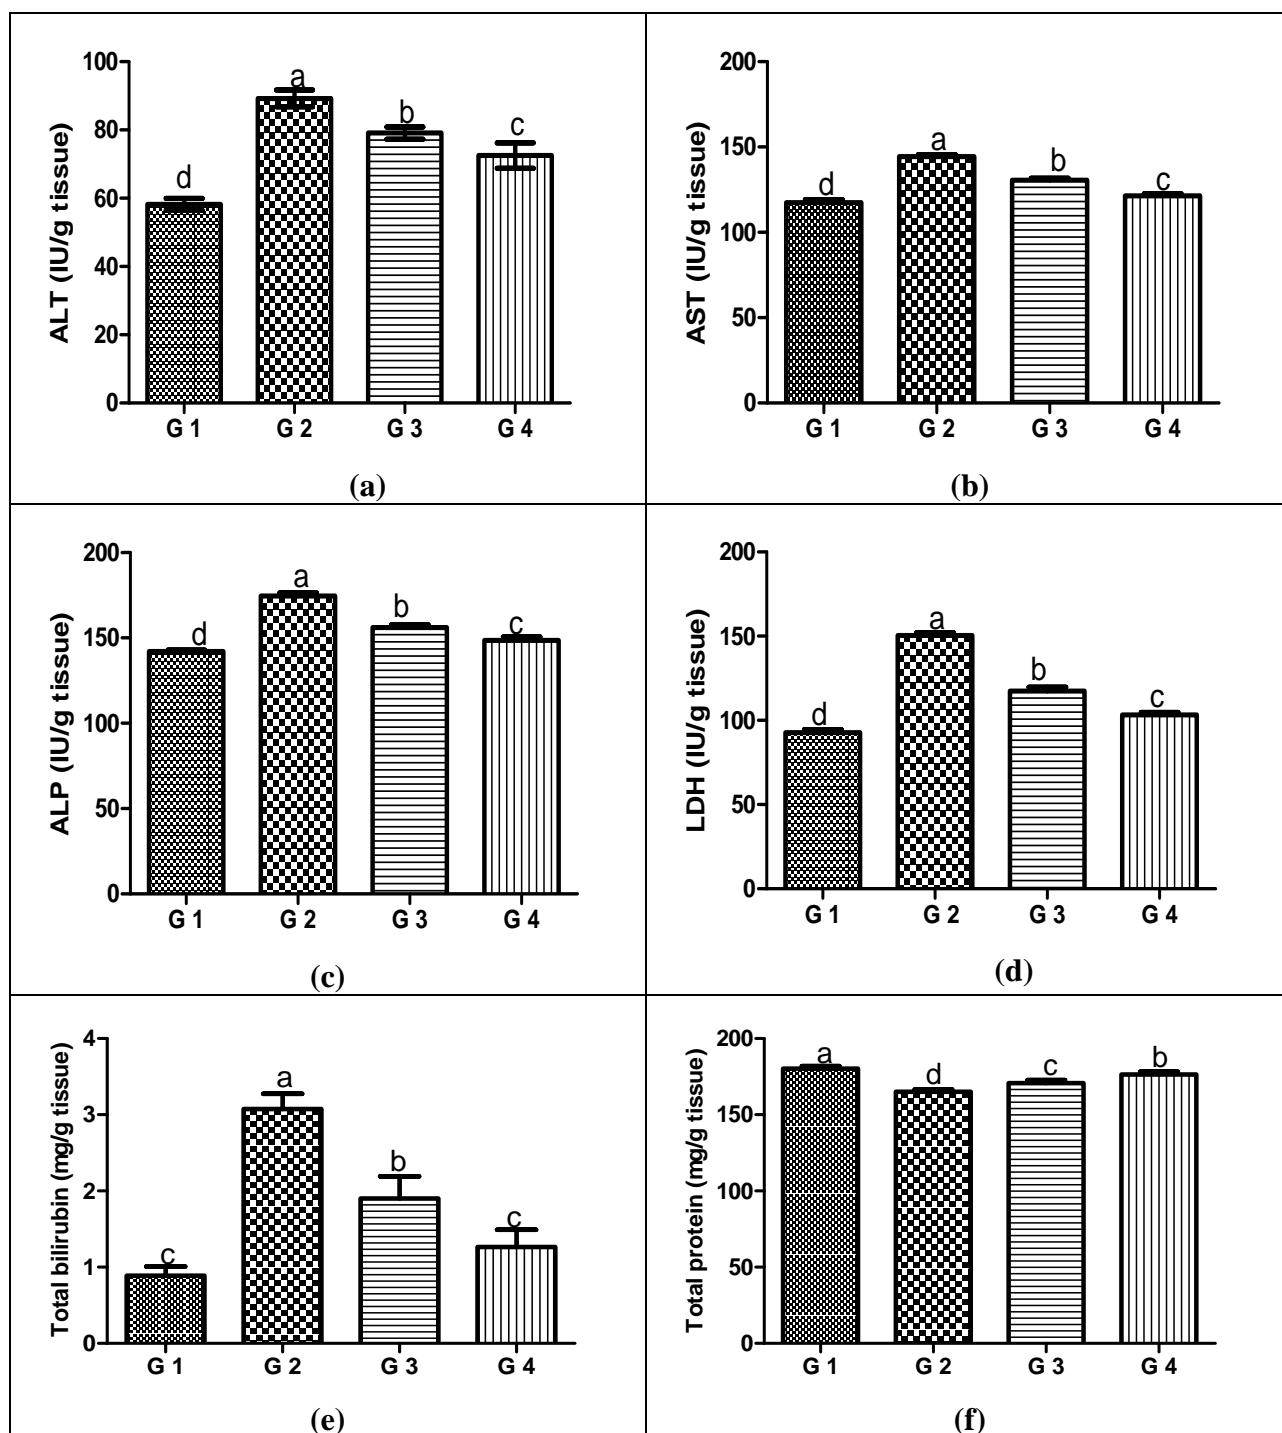 ALT (IU/g tissue)
100
80
60
40
20
0
d
a
b
c
G 1 G 2 G 3 G 4
(a)
AST (IU/g tissue)
200
150
100
50
0
d
a
b
c
G 1 G 2 G 3 G 4
(b)
ALP (IU/g tissue)
200
150
100
50
0
d
a
b
c
G 1 G 2 G 3 G 4
(c)
LDH (IU/g tissue)
200
150
100
50
0
d
a
b
c
G 1 G 2 G 3 G 4
(d)
Total bilirubin (mg/g tissue)
4
3
2
1
0
c
a
b
c
G 1 G 2 G 3 G 4
(e)
Total protein (mg/g tissue)
200
150
100
50
0
a
d
c
b
G 1 G 2 G 3 G 4
(f)